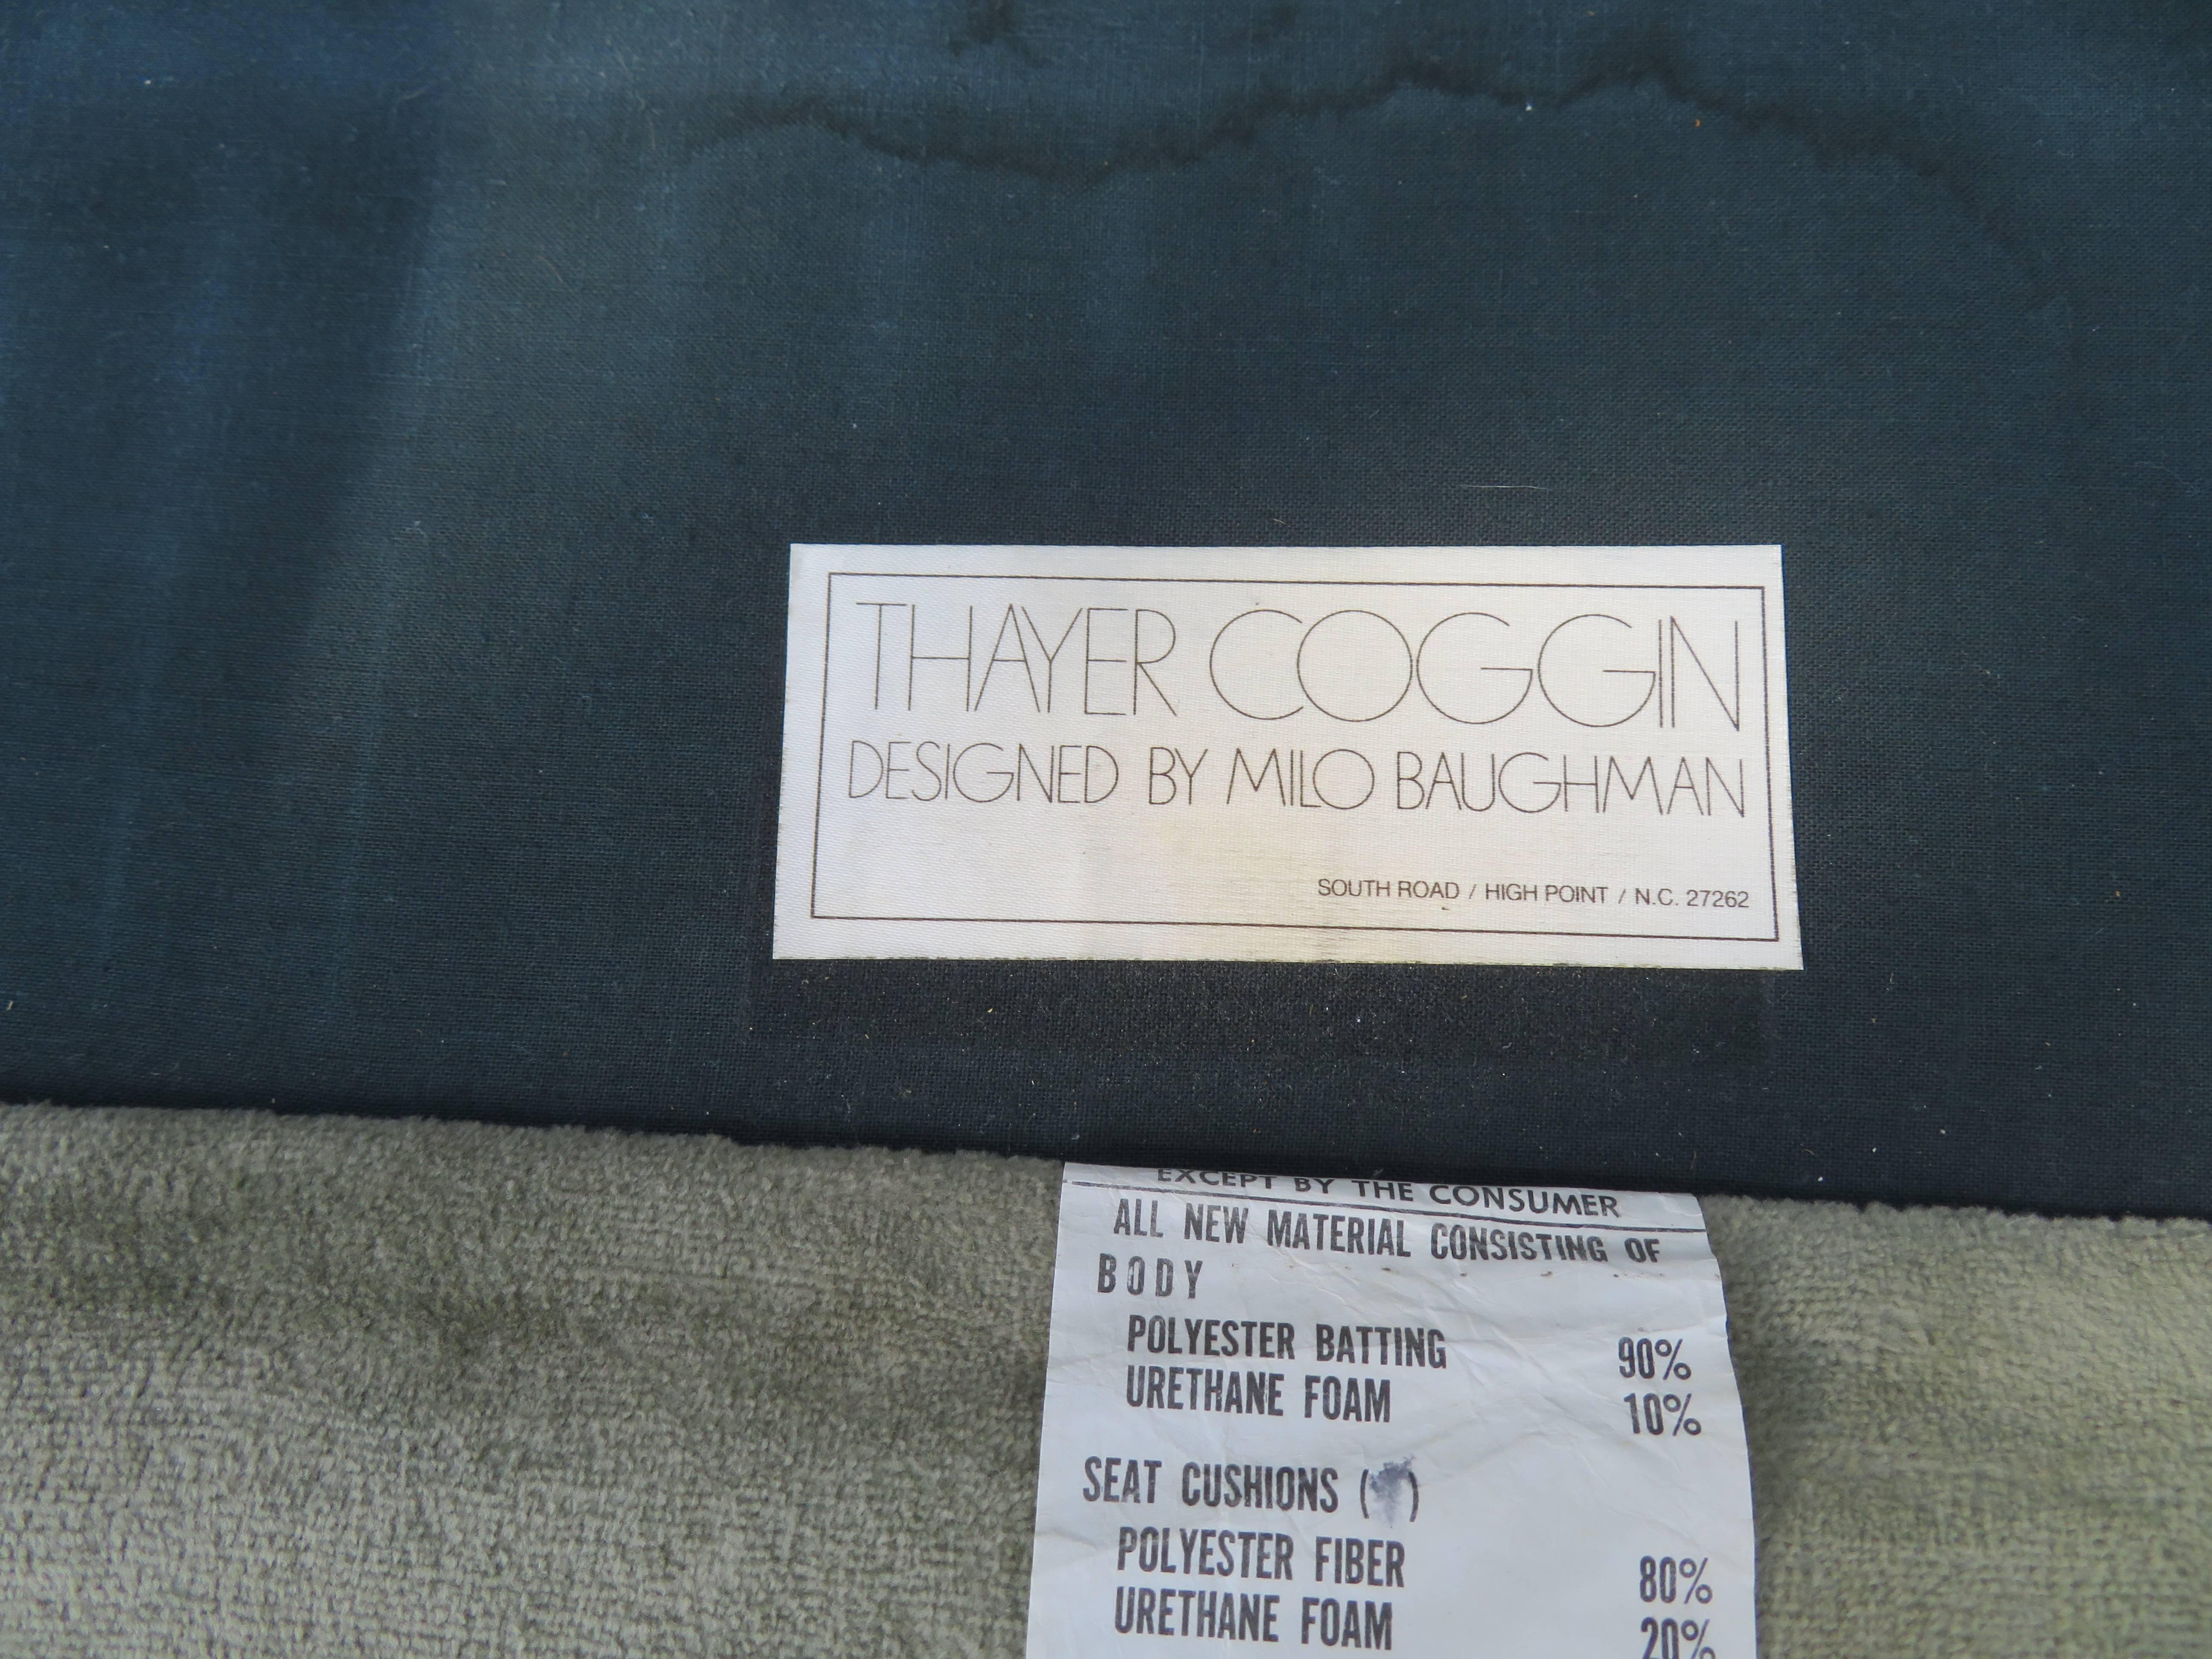 THAYER COGGIN
DESIGNED BY MILO BAUGHMAN
SOUTH ROAD / HIGH POINT / N.C. 27262
EXCEPT BY THE CONSUMER
ALL NEW MATERIAL CONSISTING OF
BODY
POLYESTER BATTING 90%
URETHANE FOAM 10%
SEAT CUSHIONS ( )
POLYESTER FIBER 80%
URETHANE FOAM 20%